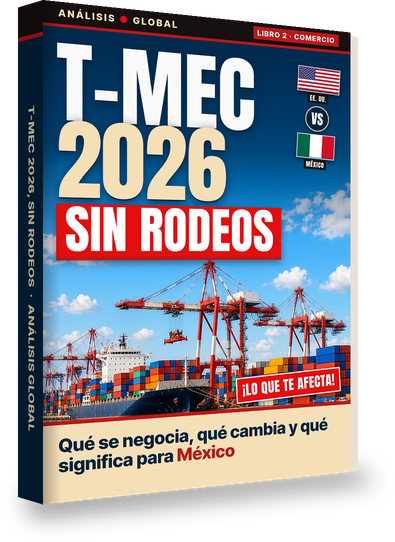 ANÁLISIS • GLOBAL
LIBRO 2 · COMERCIO
T-MEC
2026
SIN RODEOS
EE. UU.
VS
MÉXICO
¡LO QUE TE AFECTA!
Qué se negocia, qué cambia y qué
significa para México
T-MEC 2026, SIN RODEOS · ANÁLISIS GLOBAL